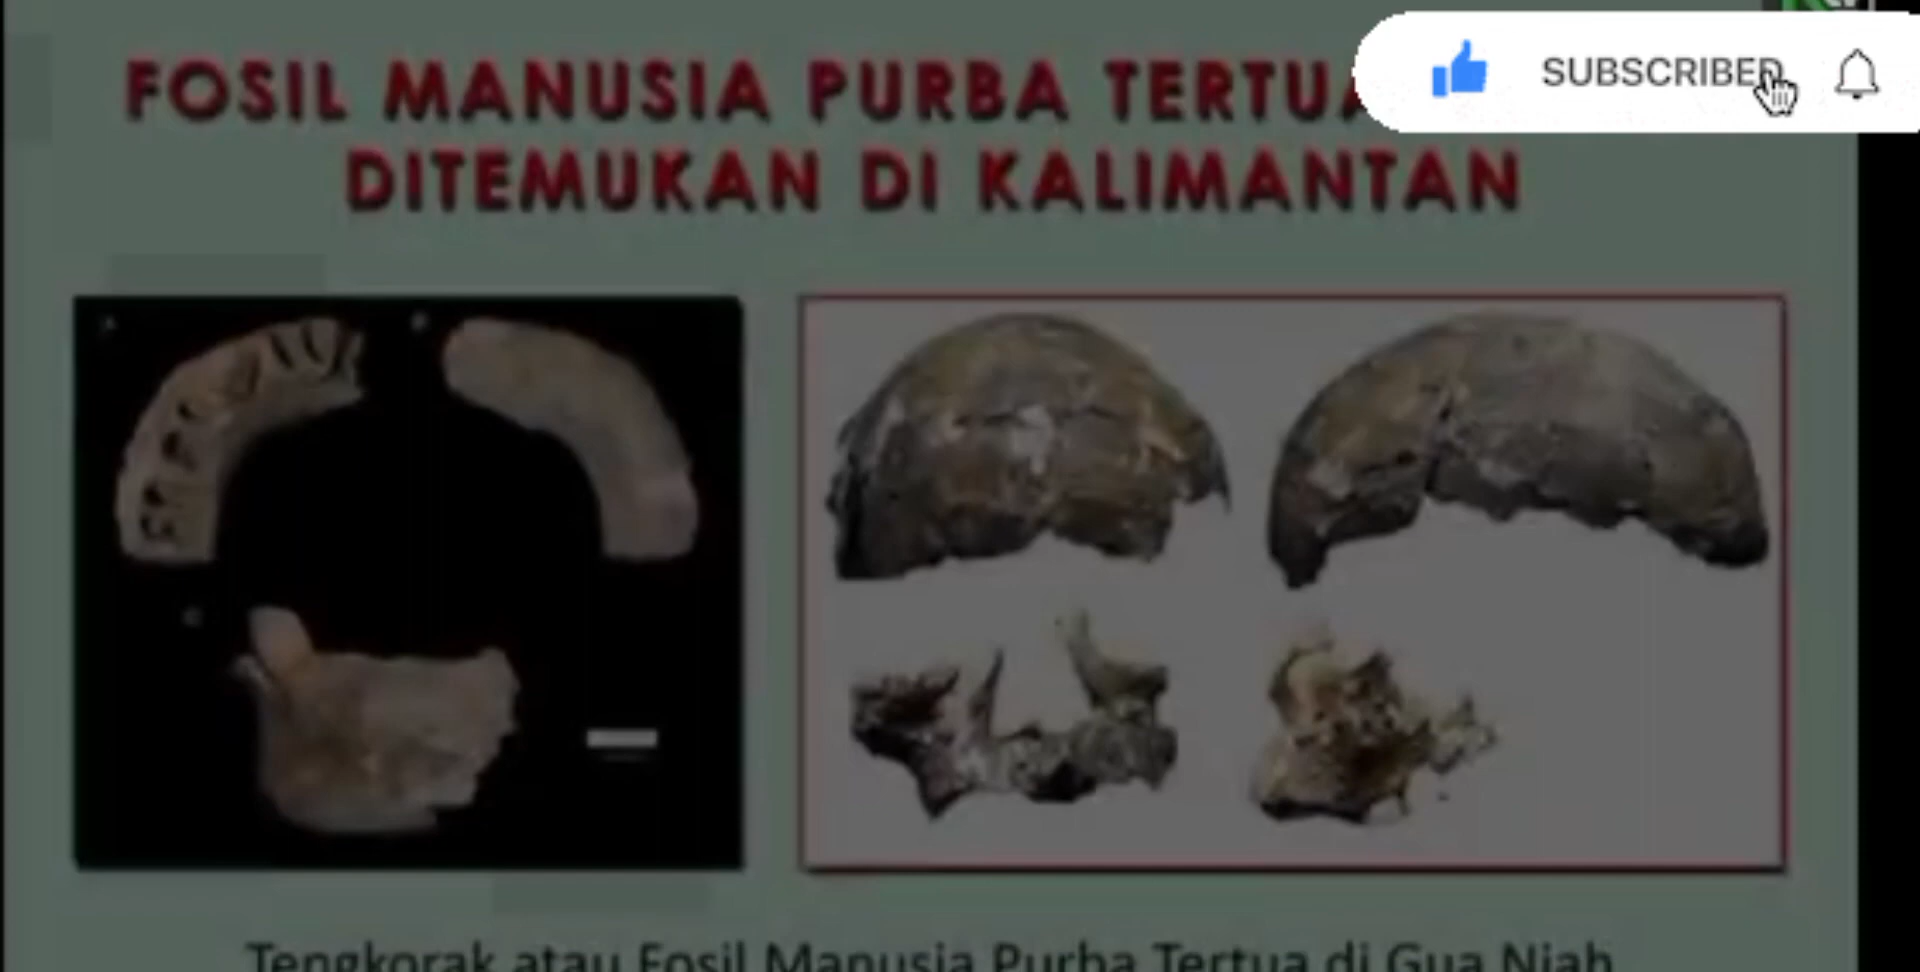 FOSIL MANUSIA PURBA TERTUA
SUBSCRIBED
DITEMUKAN DI KALIMANTAN
Tengkorak atau Fosil Manusia Purba Tertua di Gua Niah